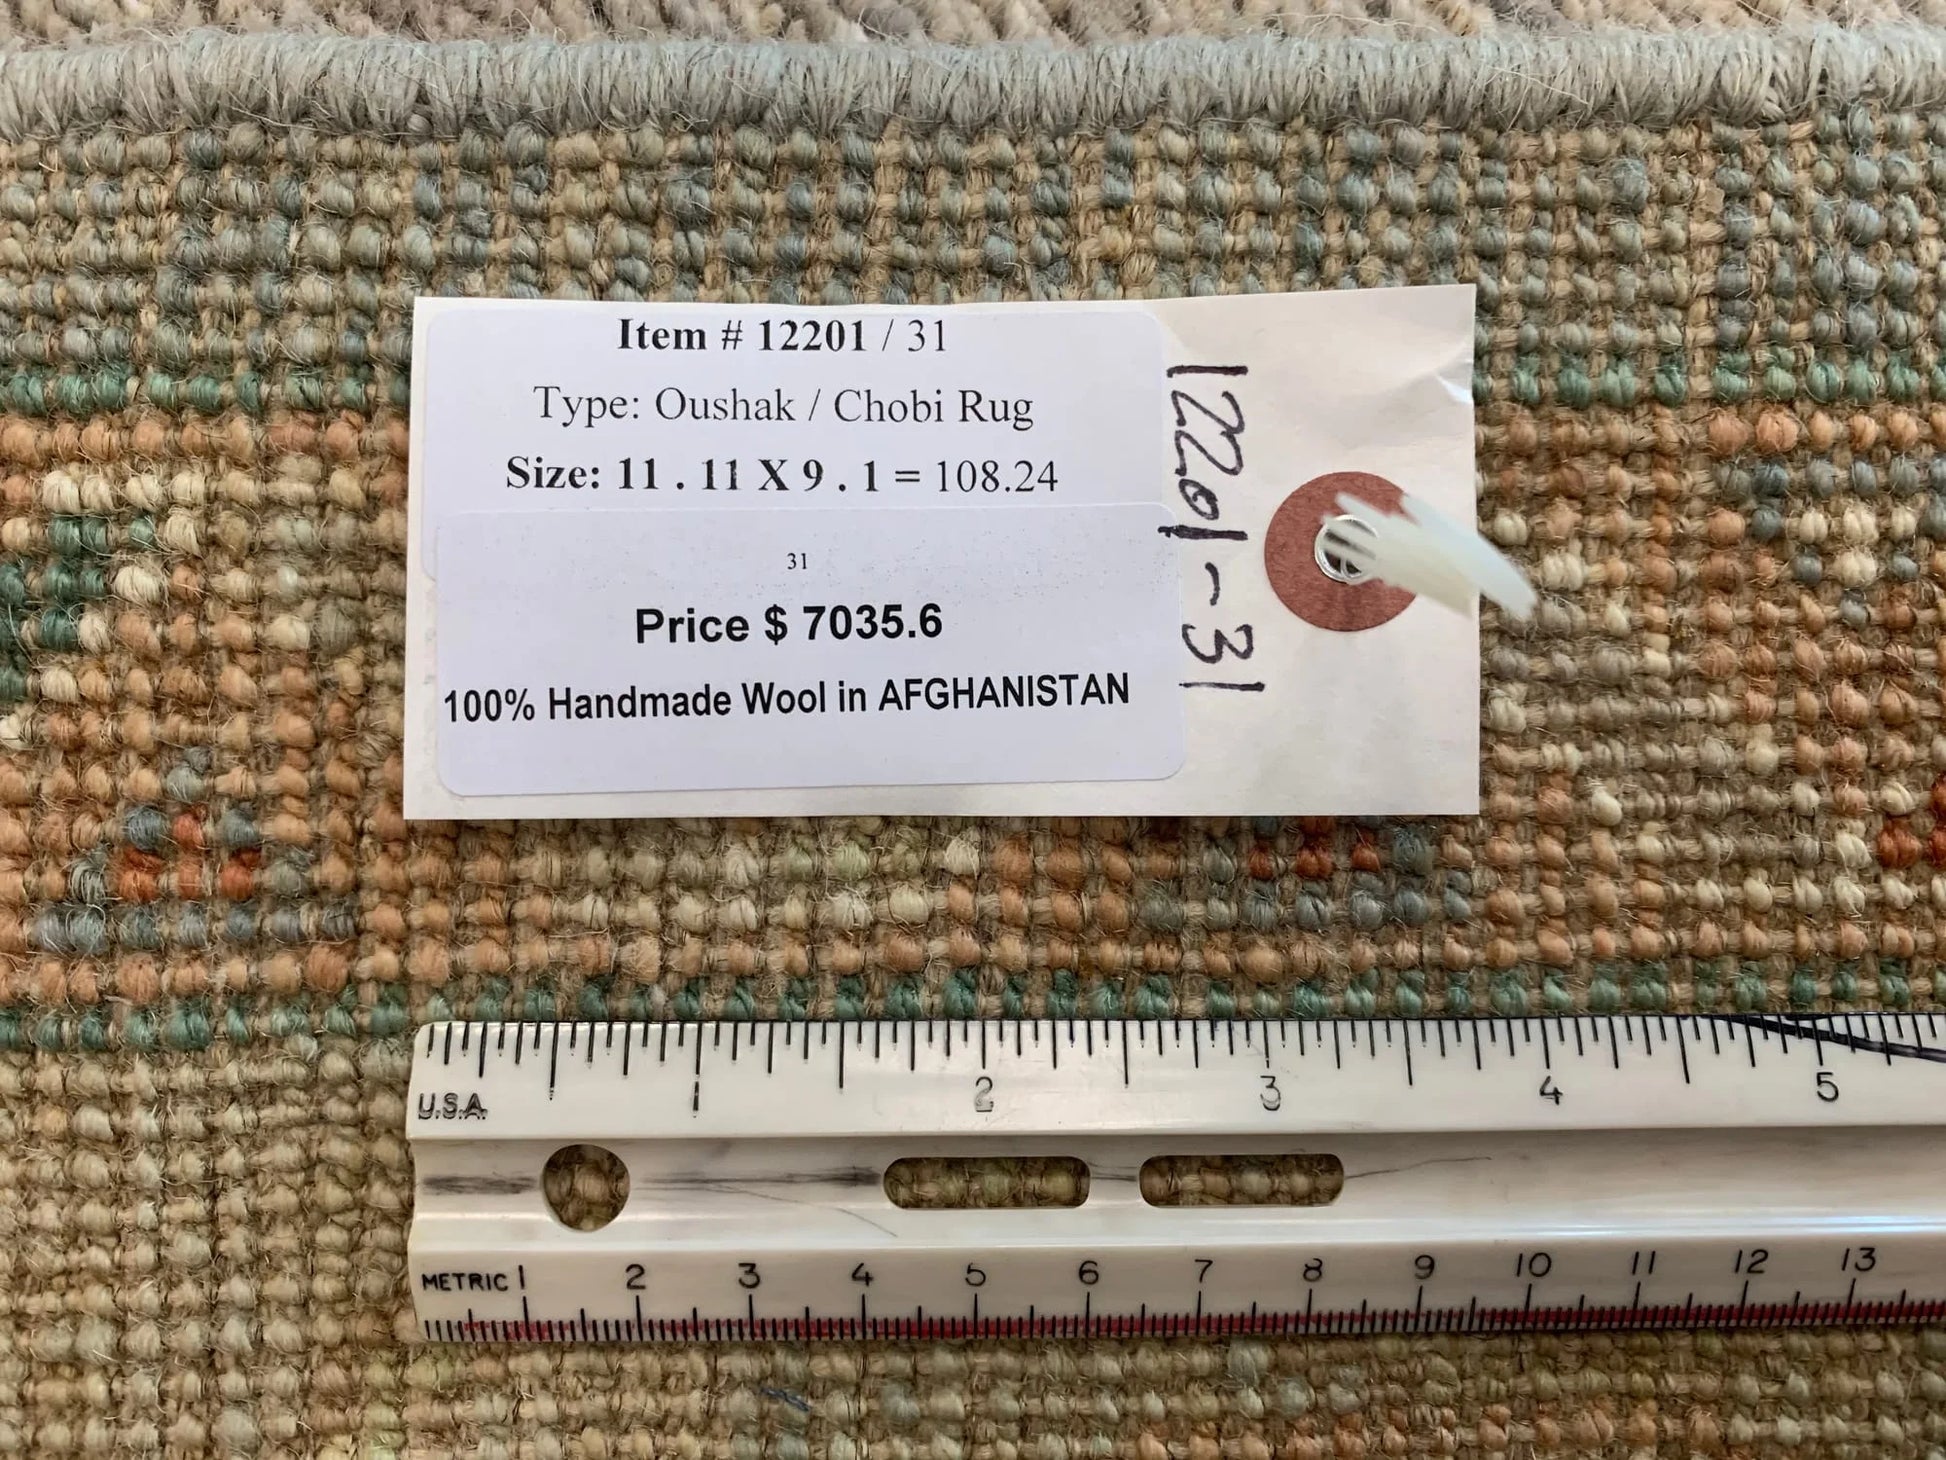 Item # 12201 / 31
Type: Oushak / Chobi Rug
Size: 11 . 11 X 9 . 1 = 108.24
31
Price $ 7035.6
100% Handmade Wool in AFGHANISTAN
12201-31
1 2 3 4 5
U.S.A.
METRIC 1 2 3 4 5 6 7 8 9 10 11 12 13